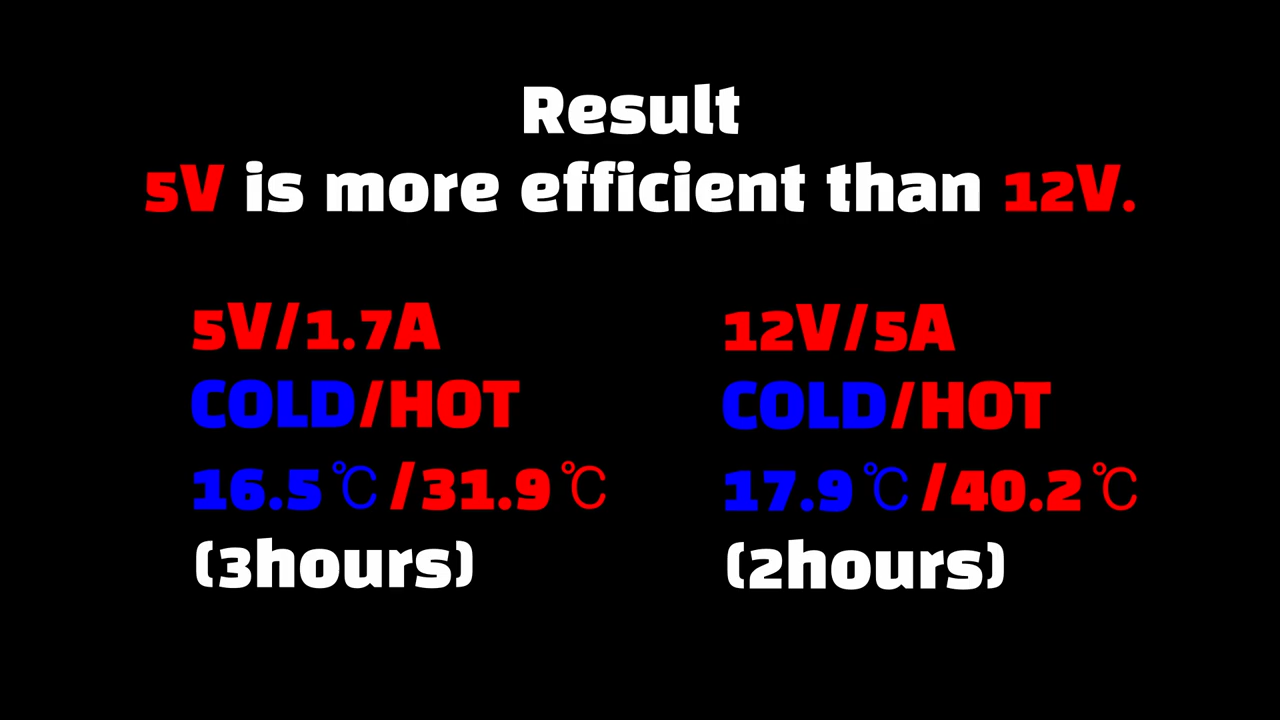 Result
5V is more efficient than 12V.
5V/1.7A
COLD/HOT
16.5℃/31.9℃
(3hours)
12V/5A
COLD/HOT
17.9℃/40.2℃
(2hours)